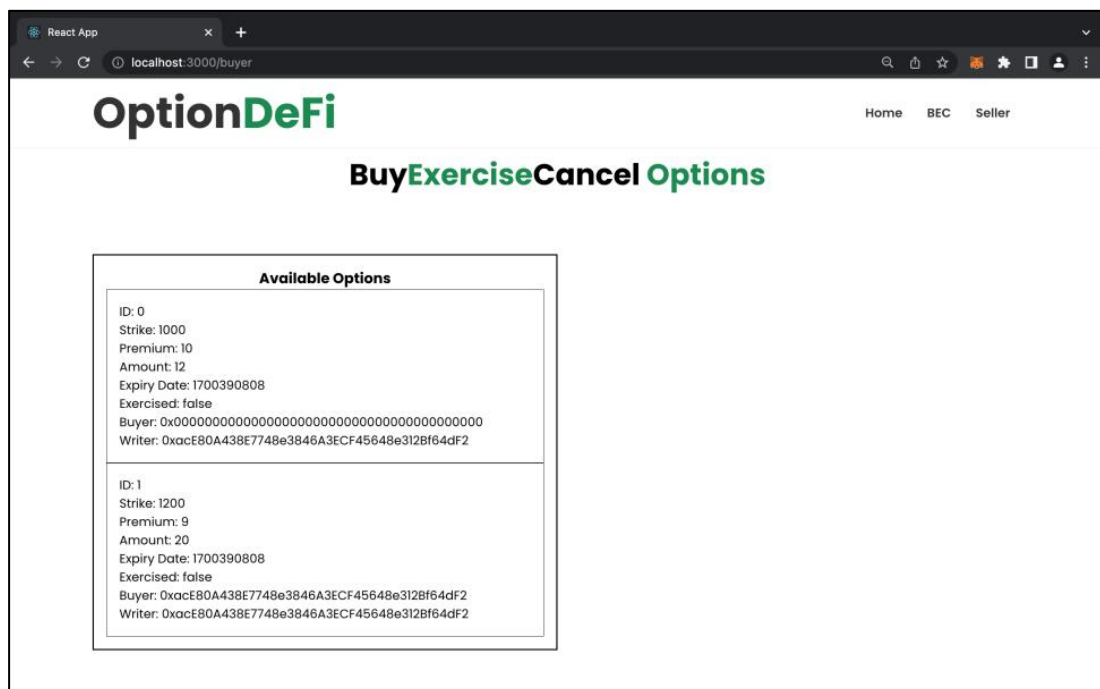 React App
localhost:3000/buyer
OptionDeFi
Home BEC Seller
BuyExerciseCancel Options
Available Options
ID: 0
Strike: 1000
Premium: 10
Amount: 12
Expiry Date: 1700390808
Exercised: false
Buyer: 0x0000000000000000000000000000000000000000
Writer: 0xacE80A438E7748e3846A3ECF45648e312Bf64dF2
ID: 1
Strike: 1200
Premium: 9
Amount: 20
Expiry Date: 1700390808
Exercised: false
Buyer: 0xacE80A438E7748e3846A3ECF45648e312Bf64dF2
Writer: 0xacE80A438E7748e3846A3ECF45648e312Bf64dF2